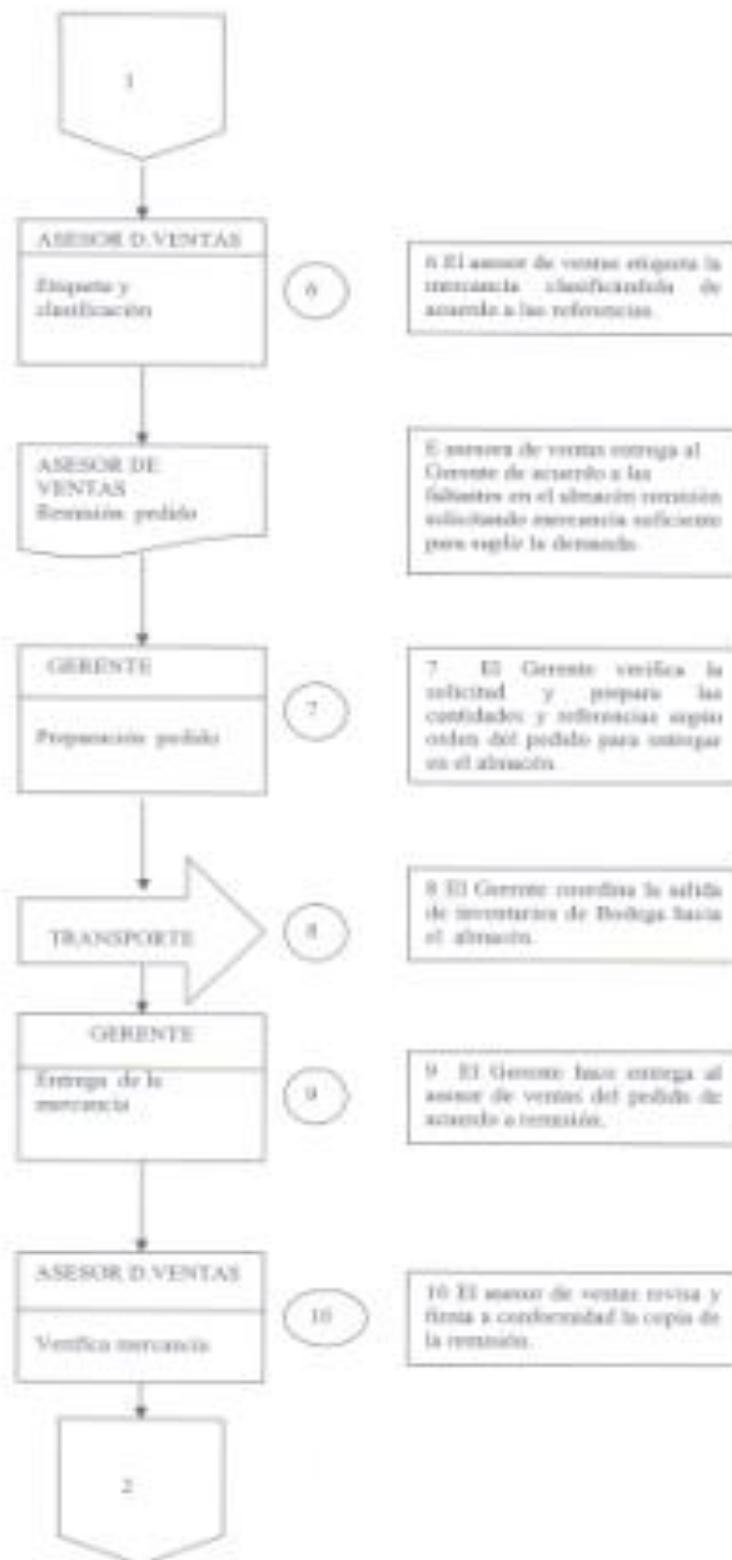 1
ASESOR D.VENTAS
Etiqueta y
clasificación
6
6 El asesor de ventas etiqueta la
mercancía clasificándola de
acuerdo a las referencias.
ASESOR DE
VENTAS
Remisión pedido
E asesora de ventas entrega al
Gerente de acuerdo a las
faltantes en el almacén remisión
solicitando mercancía suficiente
para suplir la demanda.
GERENTE
Preparación pedido
7
7 El Gerente verifica la
solicitud y prepara las
cantidades y referencias según
orden del pedido para entregar
en el almacén.
TRANSPORTE
8
8 El Gerente coordina la salida
de inventarios de Bodega hacia
el almacén.
GERENTE
Entrega de la
mercancía
9
9 El Gerente hace entrega al
asesor de ventas del pedido de
acuerdo a remisión.
ASESOR D.VENTAS
Verifica mercancía
10
10 El asesor de ventas revisa y
firma a conformidad la copia de
la remisión.
2